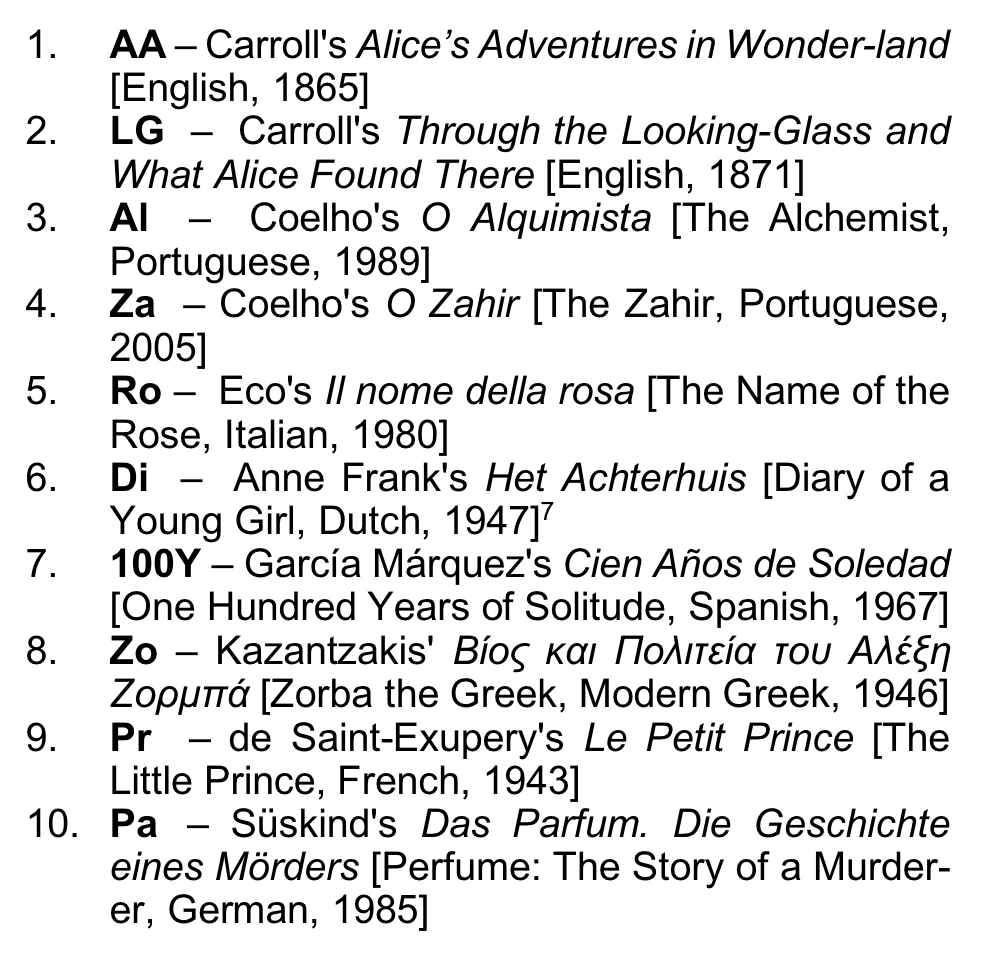 1. AA – Carroll's Alice’s Adventures in Wonder-land
[English, 1865]
2. LG – Carroll's Through the Looking-Glass and
What Alice Found There [English, 1871]
3. Al – Coelho's O Alquimista [The Alchemist,
Portuguese, 1989]
4. Za – Coelho's O Zahir [The Zahir, Portuguese,
2005]
5. Ro – Eco's Il nome della rosa [The Name of the
Rose, Italian, 1980]
6. Di – Anne Frank's Het Achterhuis [Diary of a
Young Girl, Dutch, 1947]7
7. 100Y – García Márquez's Cien Años de Soledad
[One Hundred Years of Solitude, Spanish, 1967]
8. Zo – Kazantzakis' Βίος και Πολιτεία του Αλέξη
Ζορμπά [Zorba the Greek, Modern Greek, 1946]
9. Pr – de Saint-Exupery's Le Petit Prince [The
Little Prince, French, 1943]
10. Pa – Süskind's Das Parfum. Die Geschichte
eines Mörders [Perfume: The Story of a Murder-
er, German, 1985]